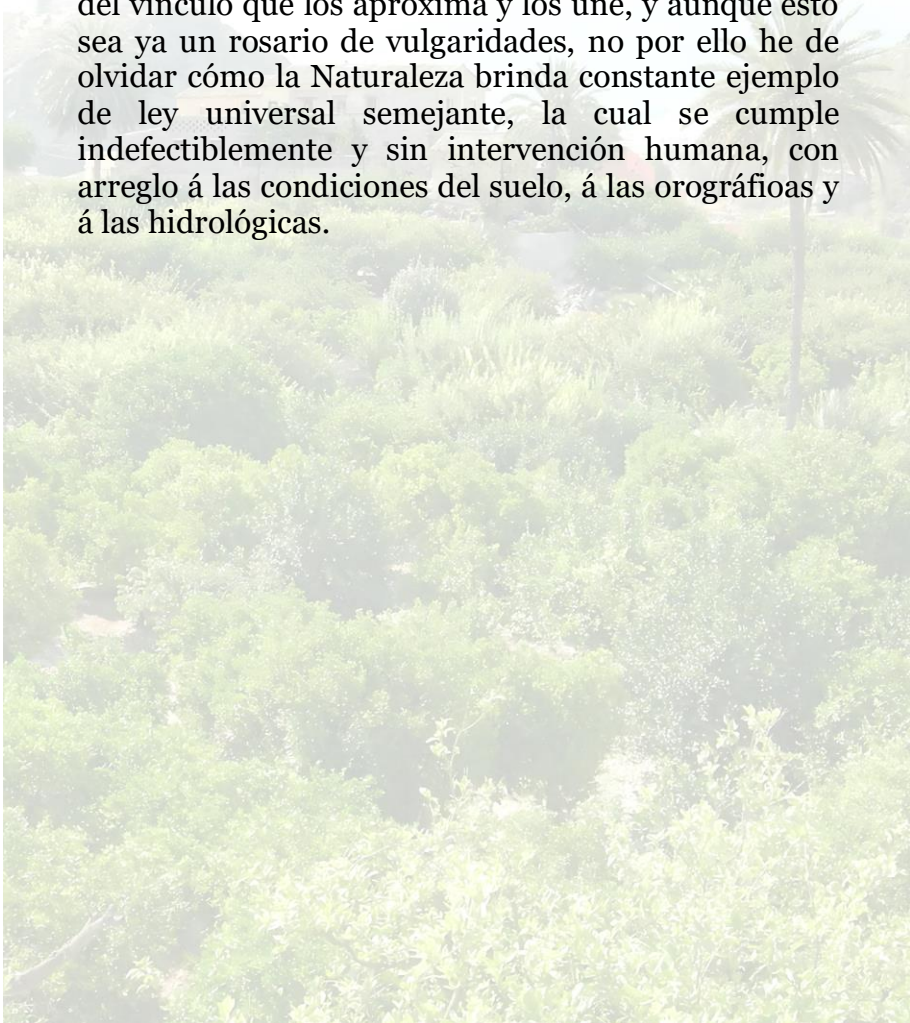 del vínculo que los aproxima y los une, y aunque esto
sea ya un rosario de vulgaridades, no por ello he de
olvidar cómo la Naturaleza brinda constante ejemplo
de ley universal semejante, la cual se cumple
indefectiblemente y sin intervención humana, con
arreglo á las condiciones del suelo, á las orográfioas y
á las hidrológicas.